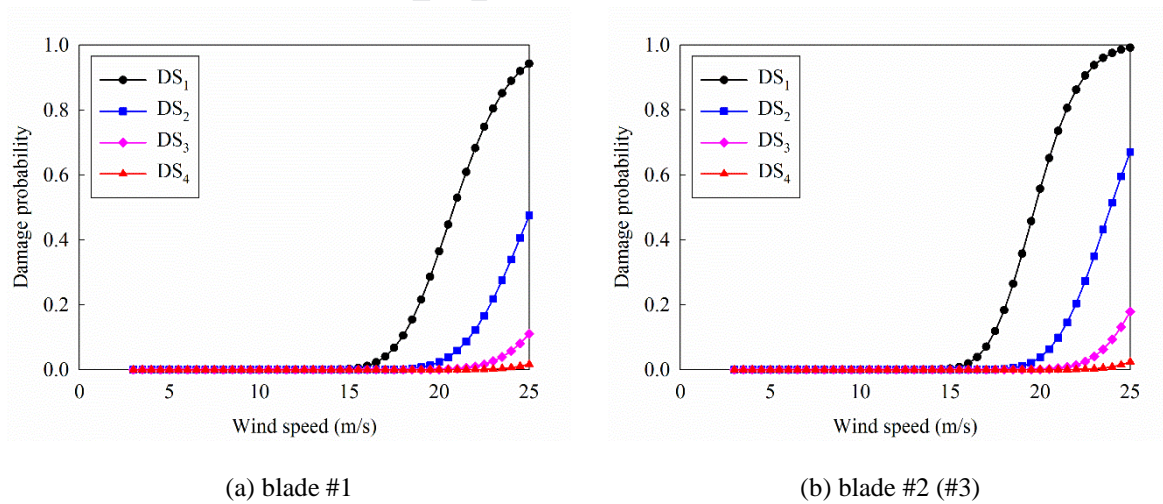 1.0
0.8
0.6
0.4
0.2
0.0
Damage probability
DS1
DS2
DS3
DS4
0 5 10 15 20 25
Wind speed (m/s)
(a) blade #1
1.0
0.8
0.6
0.4
0.2
0.0
Damage probability
DS1
DS2
DS3
DS4
0 5 10 15 20 25
Wind speed (m/s)
(b) blade #2 (#3)